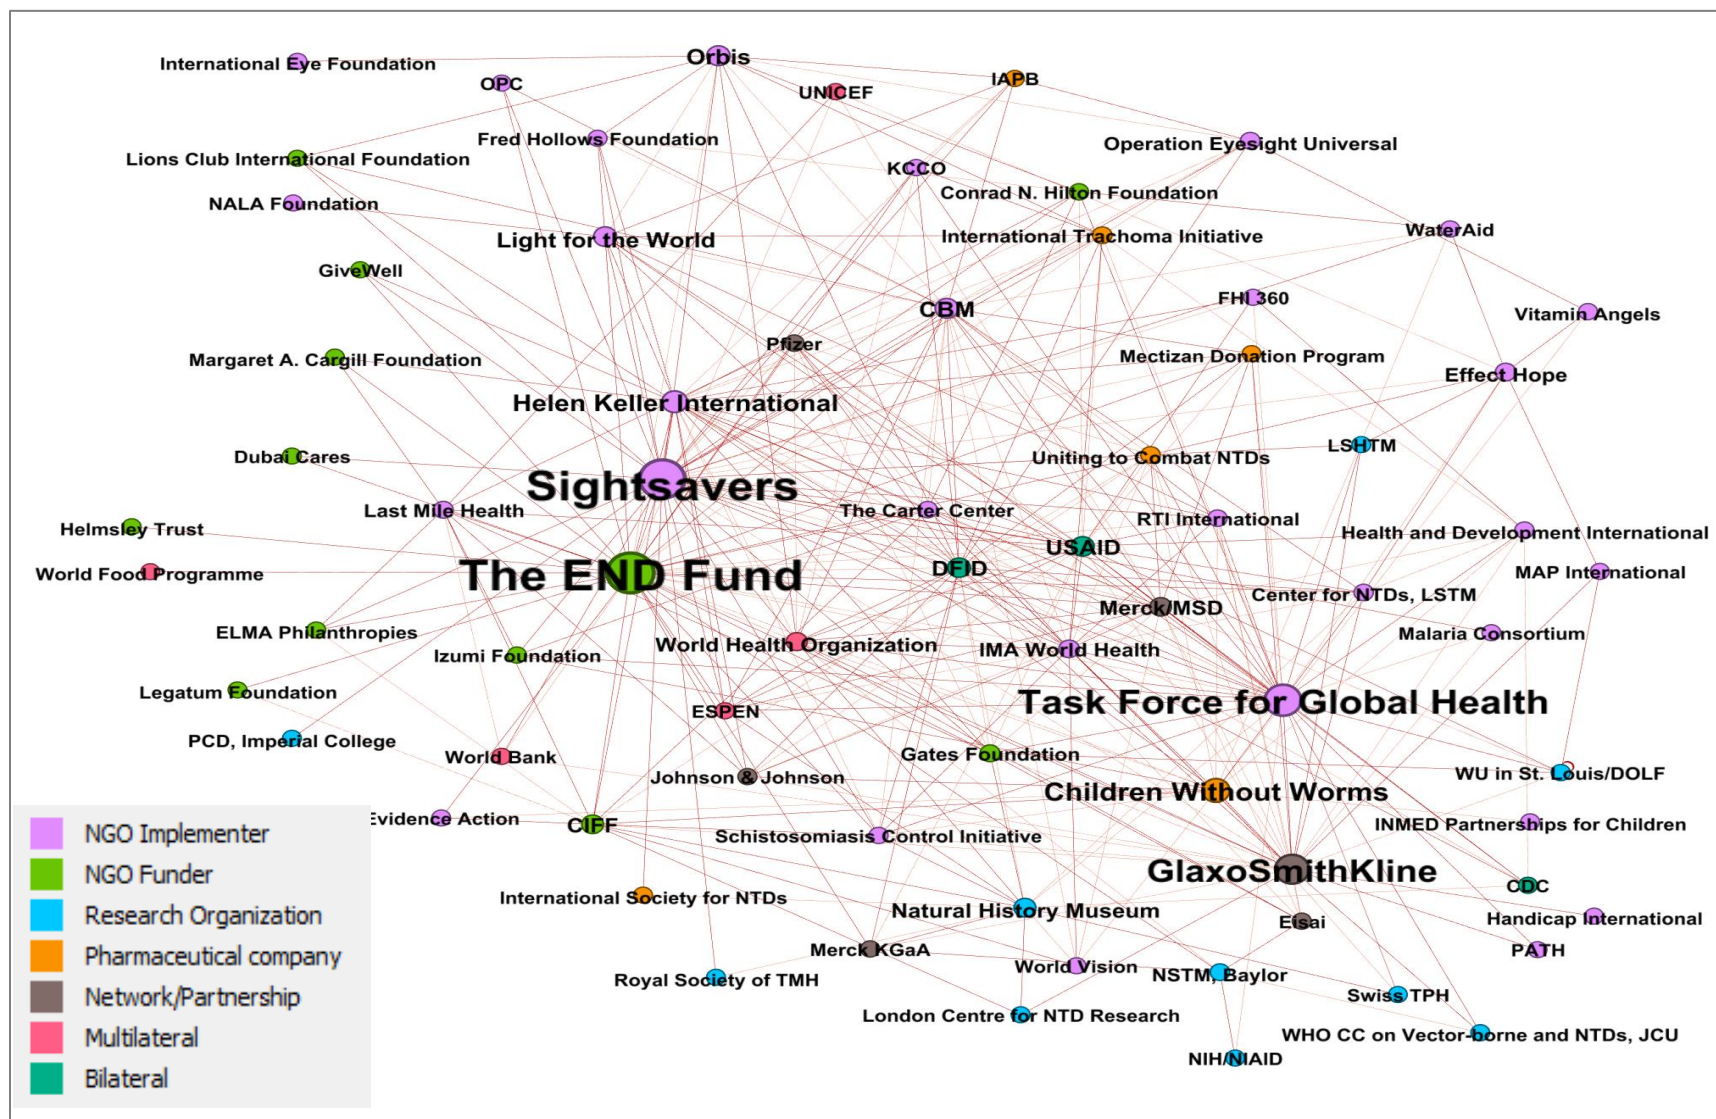 Orbis
International Eye Foundation
OPC
UNICEF
IAPB
Fred Hollows Foundation
Operation Eyesight Universal
Lions Club International Foundation
KCCO
Conrad N. Hilton Foundation
NALA Foundation
Light for the World
International Trachoma Initiative
WaterAid
GiveWell
FHI 360
CBM
Vitamin Angels
Pfizer
Margaret A. Cargill Foundation
Mectizan Donation Program
Effect Hope
Helen Keller International
LSHTM
Dubai Cares
Uniting to Combat NTDs
Sightsavers
Last Mile Health
The Carter Center
RTI International
Helmsley Trust
Health and Development International
USAID
World Food Programme
The END Fund
DFID
MAP International
Center for NTDs, LSTM
Merck/MSD
ELMA Philanthropies
Malaria Consortium
World Health Organization
IMA World Health
Izumi Foundation
Legatum Foundation
Task Force for Global Health
ESPEN
PCD, Imperial College
World Bank
Gates Foundation
Johnson & Johnson
WU in St. Louis/DOLF
Children Without Worms
Evidence Action
CIFF
Schistosomiasis Control Initiative
INMED Partnerships for Children
GlaxoSmithKline
CDC
International Society for NTDs
Natural History Museum
Eisai
Handicap International
Merck KGaA
PATH
World Vision
NSTM, Baylor
Royal Society of TMH
Swiss TPH
London Centre for NTD Research
WHO CC on Vector-borne and NTDs, JCU
NIH/NIAID
NGO Implementer
NGO Funder
Research Organization
Pharmaceutical company
Network/Partnership
Multilateral
Bilateral